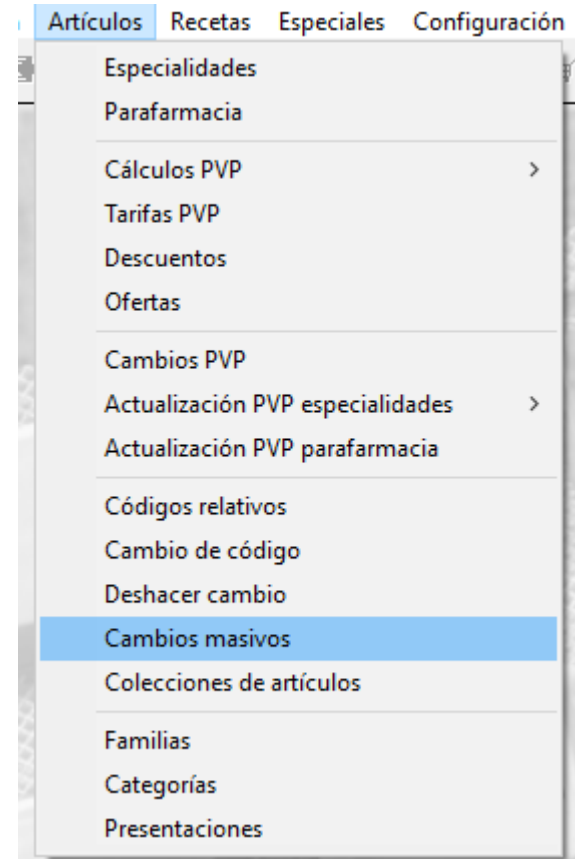 Artículos Recetas Especiales Configuración
Especialidades
Parafarmacia
Cálculos PVP
Tarifas PVP
Descuentos
Ofertas
Cambios PVP
Actualización PVP especialidades
Actualización PVP parafarmacia
Códigos relativos
Cambio de código
Deshacer cambio
Cambios masivos
Colecciones de artículos
Familias
Categorías
Presentaciones